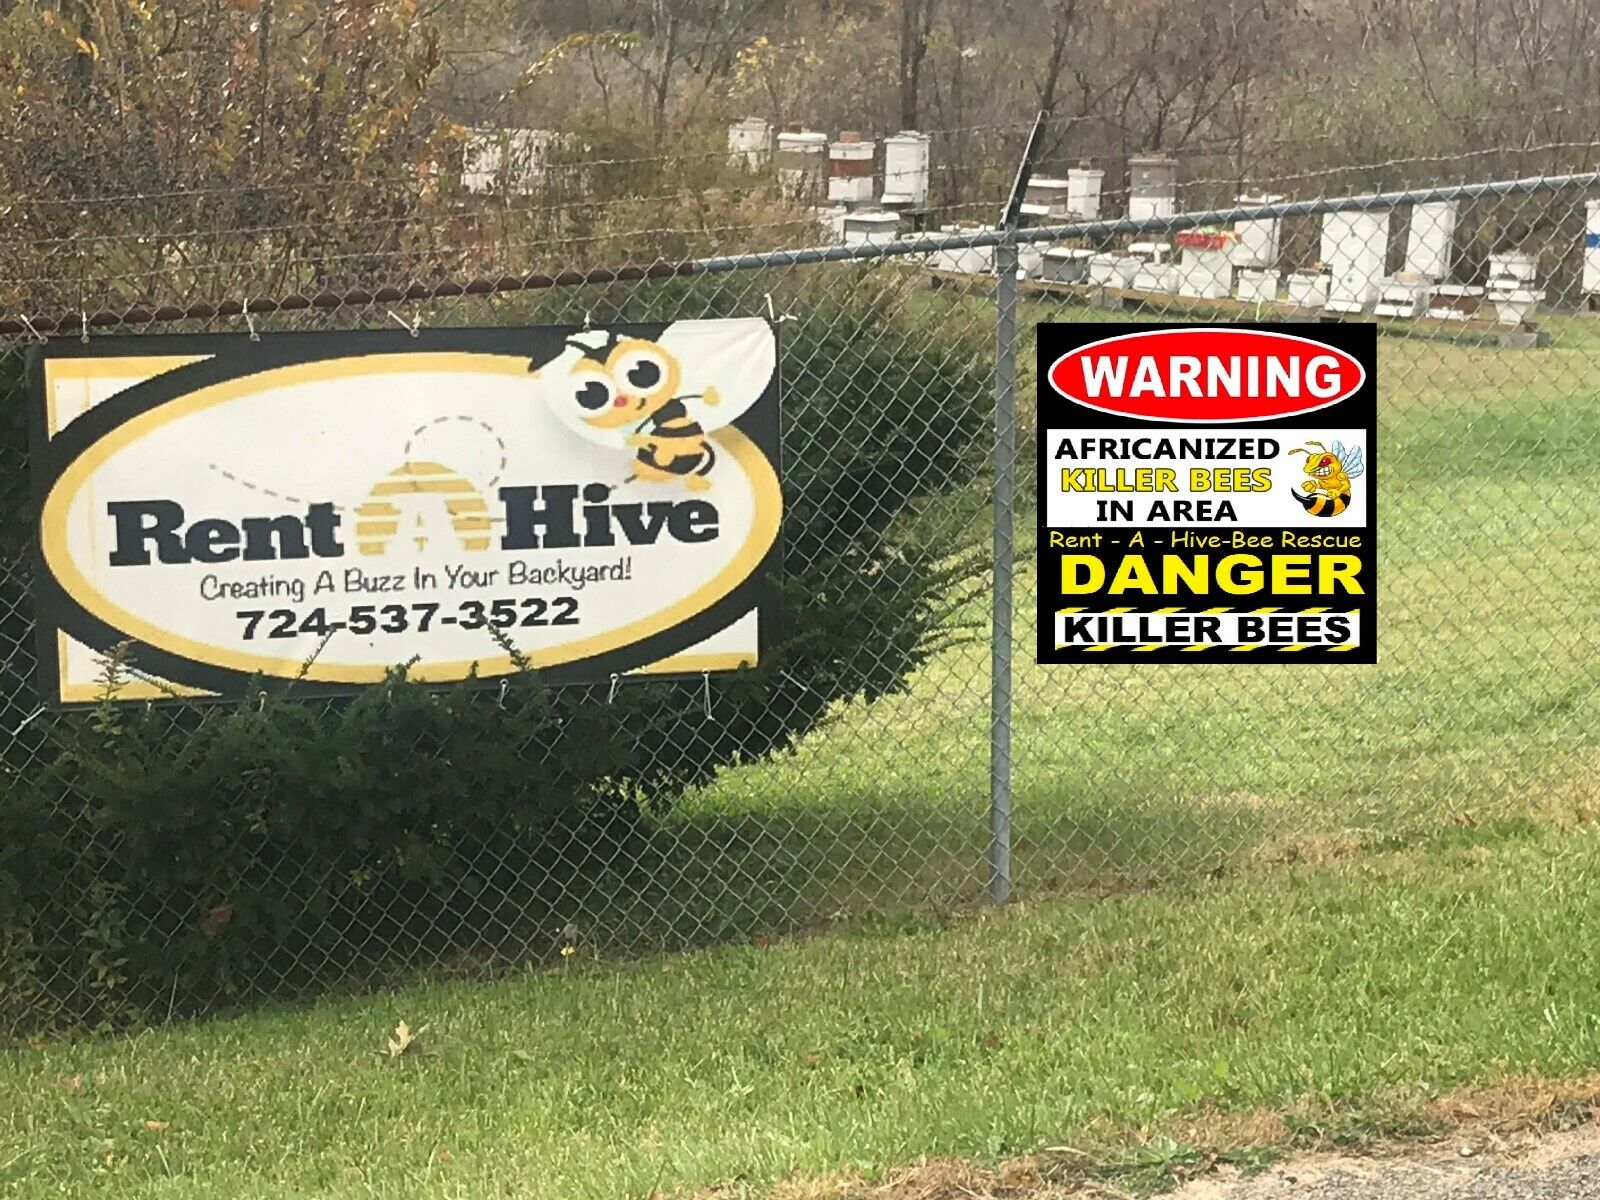 Rent A Hive
Creating A Buzz In Your Backyard!
724-537-3522
WARNING
AFRICANIZED
KILLER BEES
IN AREA
Rent - A - Hive-Bee Rescue
DANGER
KILLER BEES